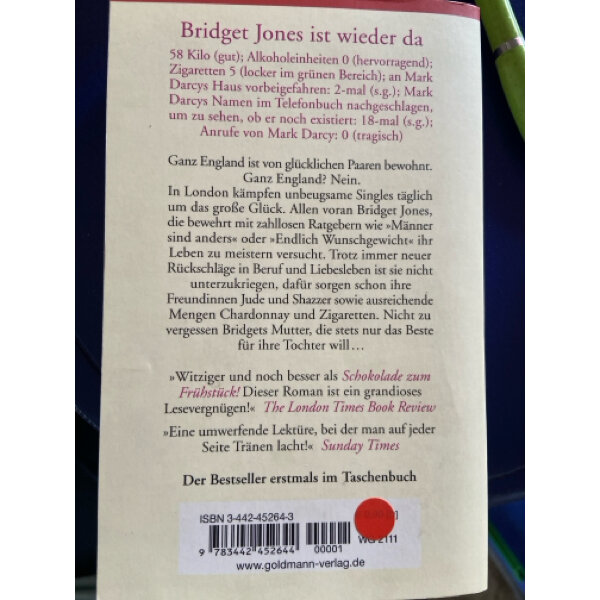 Bridget Jones ist wieder da
58 Kilo (gut); Alkoholeinheiten 0 (hervorragend);
Zigaretten 5 (locker im grünen Bereich); an Mark
Darcys Haus vorbeigefahren: 2-mal (s.g.); Mark
Darcys Namen im Telefonbuch nachgeschlagen,
um zu sehen, ob er noch existiert: 18-mal (s.g.);
Anrufe von Mark Darcy: 0 (tragisch)
Ganz England ist von glücklichen Paaren bewohnt.
Ganz England? Nein.
In London kämpfen unbeugsame Singles täglich
um das große Glück. Allen voran Bridget Jones,
die bewehrt mit zahllosen Ratgebern wie »Männer
sind anders« oder »Endlich Wunschgewicht« ihr
Leben zu meistern versucht. Trotz immer neuer
Rückschläge in Beruf und Liebesleben ist sie nicht
unterzukriegen, dafür sorgen schon ihre
Freundinnen Jude und Shazzer sowie ausreichende
Mengen Chardonnay und Zigaretten. Nicht zu
vergessen Bridgets Mutter, die stets nur das Beste
für ihre Tochter will ...
»Witziger und noch besser als Schokolade zum
Frühstück! Dieser Roman ist ein grandioses
Lesevergnügen!« The London Times Book Review
»Eine umwerfende Lektüre, bei der man auf jeder
Seite Tränen lacht!« Sunday Times
Der Bestseller erstmals im Taschenbuch
ISBN 3-442-45264-3
9 783442 452644 00001 WG 2111
www.goldmann-verlag.de